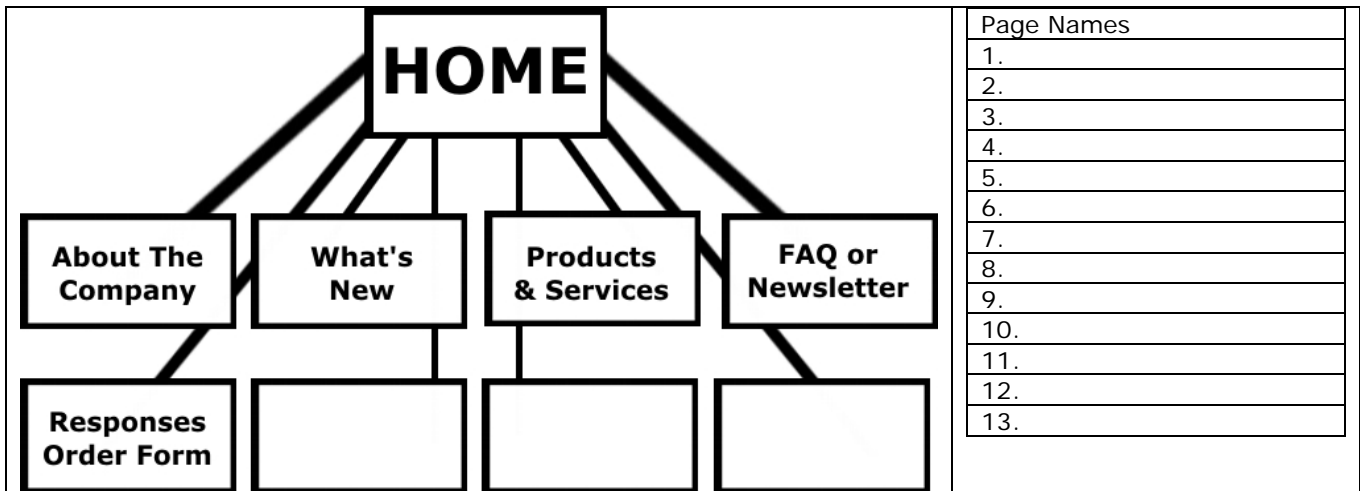 HOME
About The
Company
What's
New
Products
& Services
FAQ or
Newsletter
Responses
Order Form
Page Names
1.
2.
3.
4.
5.
6.
7.
8.
9.
10.
11.
12.
13.